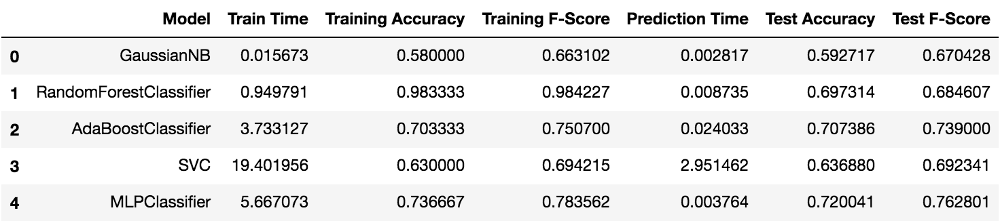 Model Train Time Training Accuracy Training F-Score Prediction Time Test Accuracy Test F-Score
0 GaussianNB 0.015673 0.580000 0.663102 0.002817 0.592717 0.670428
1 RandomForestClassifier 0.949791 0.983333 0.984227 0.008735 0.697314 0.684607
2 AdaBoostClassifier 3.733127 0.703333 0.750700 0.024033 0.707386 0.739000
3 SVC 19.401956 0.630000 0.694215 2.951462 0.636880 0.692341
4 MLPClassifier 5.667073 0.736667 0.783562 0.003764 0.720041 0.762801